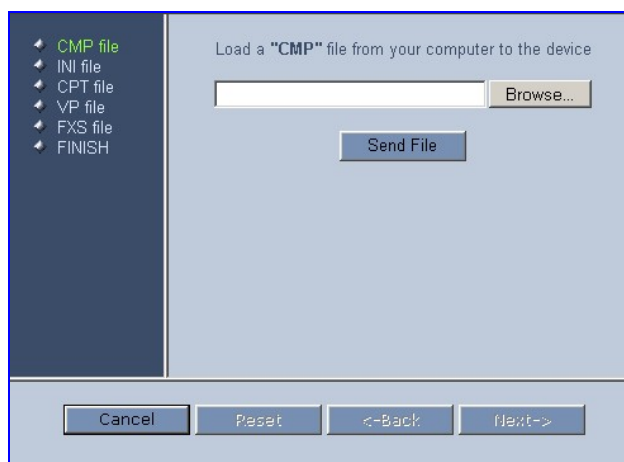 CMP file
INI file
CPT file
VP file
FXS file
FINISH
Load a "CMP" file from your computer to the device
Browse...
Send File
Cancel
Reset
<-Back
Next->